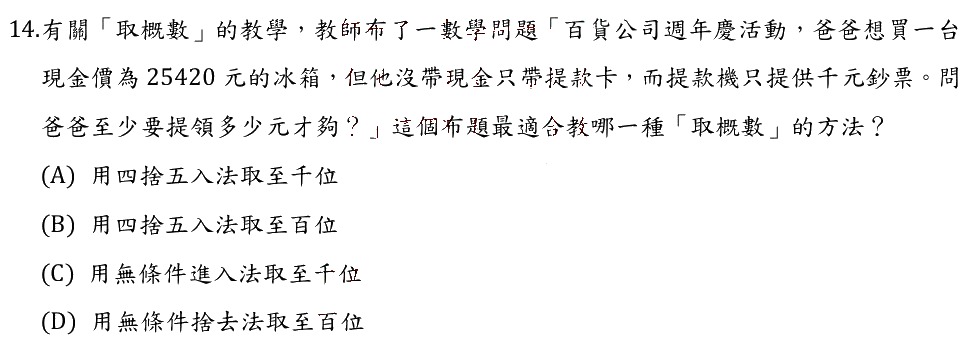 14.有關「取概數」的教學，教師布了一數學問題「百貨公司週年慶活動，爸爸想買一台
現金價為 25420 元的冰箱，但他沒帶現金只帶提款卡，而提款機只提供千元鈔票。問
爸爸至少要提領多少元才夠？」這個布題最適合教哪一種「取概數」的方法？
(A) 用四捨五入法取至千位
(B) 用四捨五入法取至百位
(C) 用無條件進入法取至千位
(D) 用無條件捨去法取至百位